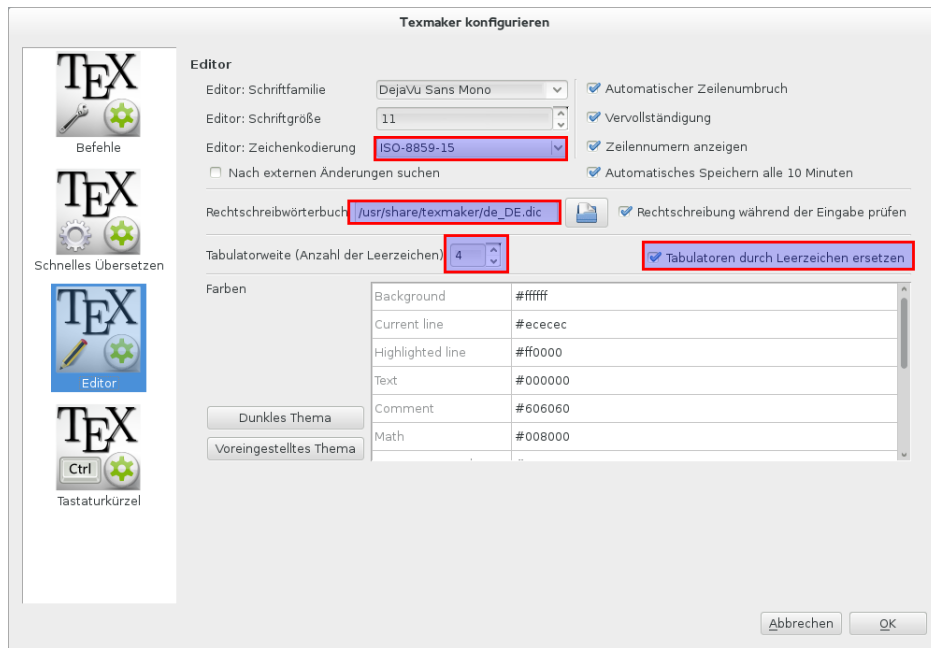 Texmaker konfigurieren
TEX
Befehle
TEX
Schnelles Übersetzen
TEX
Editor
TEX
Ctrl
Tastaturkürzel
Editor
Editor: Schriftfamilie DejaVu Sans Mono
Automatischer Zeilenumbruch
Editor: Schriftgröße 11
Vervollständigung
Editor: Zeichenkodierung ISO-8859-15
Zeilennumern anzeigen
Nach externen Änderungen suchen
Automatisches Speichern alle 10 Minuten
Rechtschreibwörterbuch /usr/share/texmaker/de_DE.dic
Rechtschreibung während der Eingabe prüfen
Tabulatorweite (Anzahl der Leerzeichen) 4
Tabulatoren durch Leerzeichen ersetzen
Farben
Background #ffffff
Current line #ececec
Highlighted line #ff0000
Text #000000
Comment #606060
Math #008000
Dunkles Thema
Voreingestelltes Thema
Abbrechen
OK